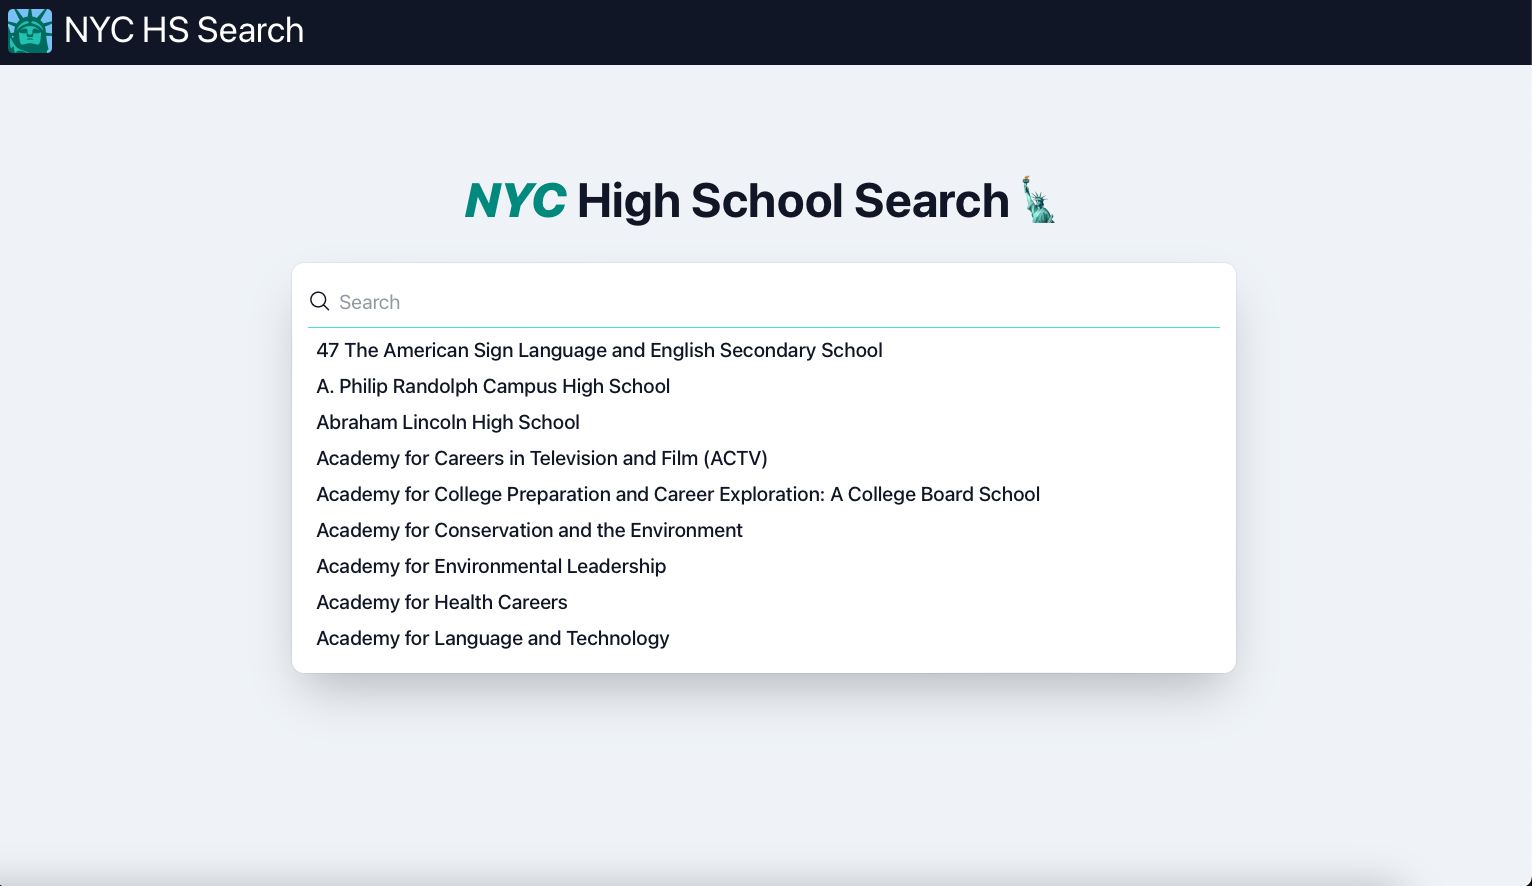 NYC HS Search
NYC High School Search
Search
47 The American Sign Language and English Secondary School
A. Philip Randolph Campus High School
Abraham Lincoln High School
Academy for Careers in Television and Film (ACTV)
Academy for College Preparation and Career Exploration: A College Board School
Academy for Conservation and the Environment
Academy for Environmental Leadership
Academy for Health Careers
Academy for Language and Technology